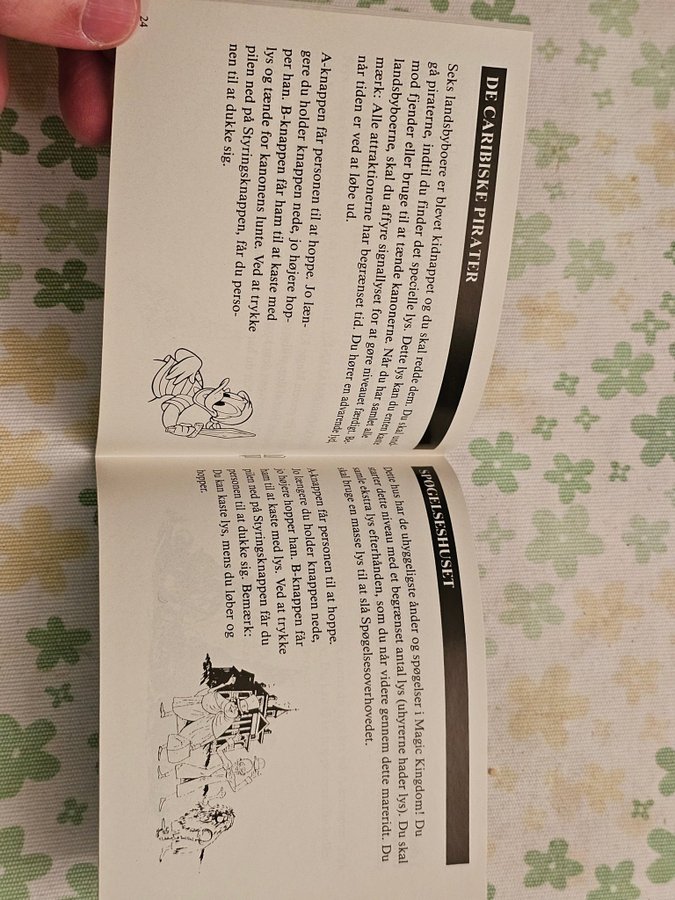 DE CARIBISKE PIRATER
Seks landsbyboere er blevet kidnappet og du skal redde dem. Du skal und-
gå piraterne, indtil du finder det specielle lys. Dette lys kan du enten kaste
mod fjender eller bruge til at tænde kanonerne. Når du har samlet alle
landsbyboerne, skal du affyre signallyset for at gøre niveauet færdigt. Be-
mærk: Alle attraktionerne har begrænset tid. Du hører en advarende lyd,
når tiden er ved at løbe ud.
A-knappen får personen til at hoppe. Jo læn-
gere du holder knappen nede, jo højere hop-
per han. B-knappen får ham til at kaste med
lys og tænde for kanonens lunte. Ved at trykke
pilen ned på Styringsknappen, får du perso-
nen til at dukke sig.
24
SPØGELSESHUSET
Dette hus har de uhyggeligste ånder og spøgelser i Magic Kingdom! Du
starter dette niveau med et begrænset antal lys (uhyrerne hader lys). Du skal
samle ekstra lys efterhånden, som du når videre gennem dette mareridt. Du
skal bruge en masse lys til at slå Spøgelsesoverhovedet.
A-knappen får personen til at hoppe.
Jo længere du holder knappen nede,
jo højere hopper han. B-knappen får
ham til at kaste med lys. Ved at trykke
pilen ned på Styringsknappen får du
personen til at dukke sig. Bemærk:
Du kan kaste lys, mens du løber og
hopper.